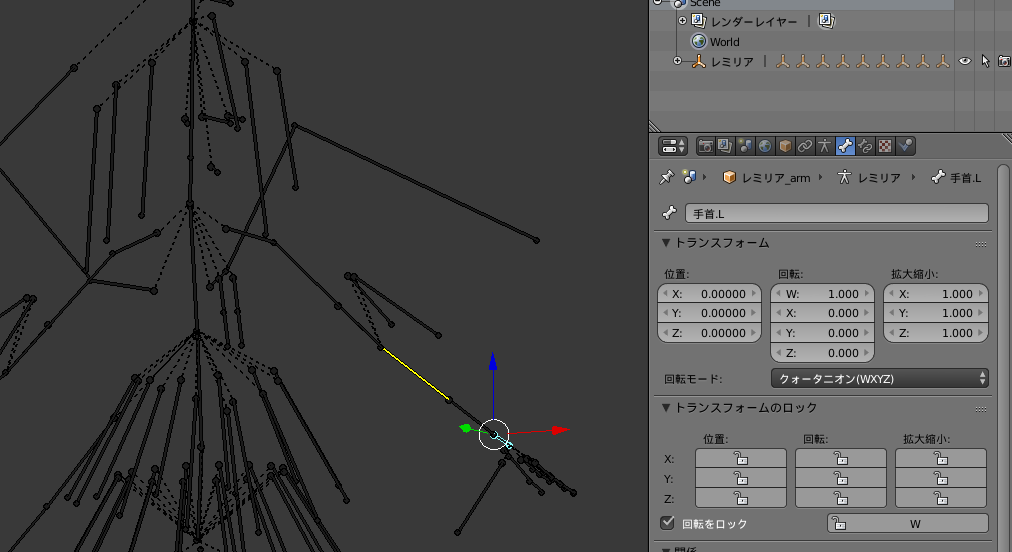 Scene
レンダーレイヤー
World
レミリア
レミリア_arm レミリア 手首.L
手首.L
トランスフォーム
位置: 回転: 拡大縮小:
X: 0.00000 W: 1.000 X: 1.000
Y: 0.00000 X: 0.000 Y: 1.000
Z: 0.00000 Y: 0.000 Z: 1.000
Z: 0.000
回転モード: クォータニオン(WXYZ)
トランスフォームのロック
位置: 回転: 拡大縮小:
X:
Y:
Z:
回転をロック W
関係